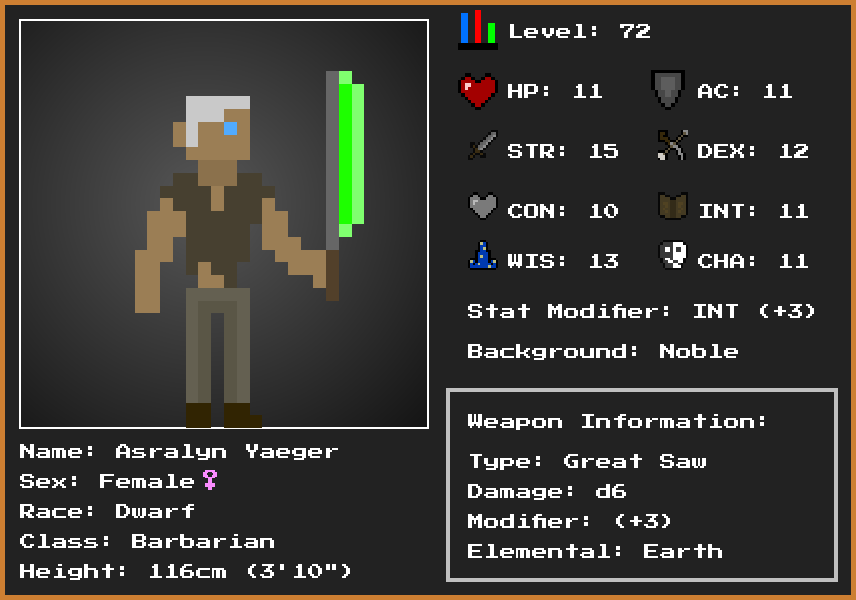 Level: 72
HP: 11 AC: 11
STR: 15 DEX: 12
CON: 10 INT: 11
WIS: 13 CHA: 11
Stat Modifier: INT (+3)
Background: Noble
Weapon Information:
Type: Great Saw
Damage: d6
Modifier: (+3)
Elemental: Earth
Name: Asralyn Yaeger
Sex: Female♀
Race: Dwarf
Class: Barbarian
Height: 116cm (3'10")